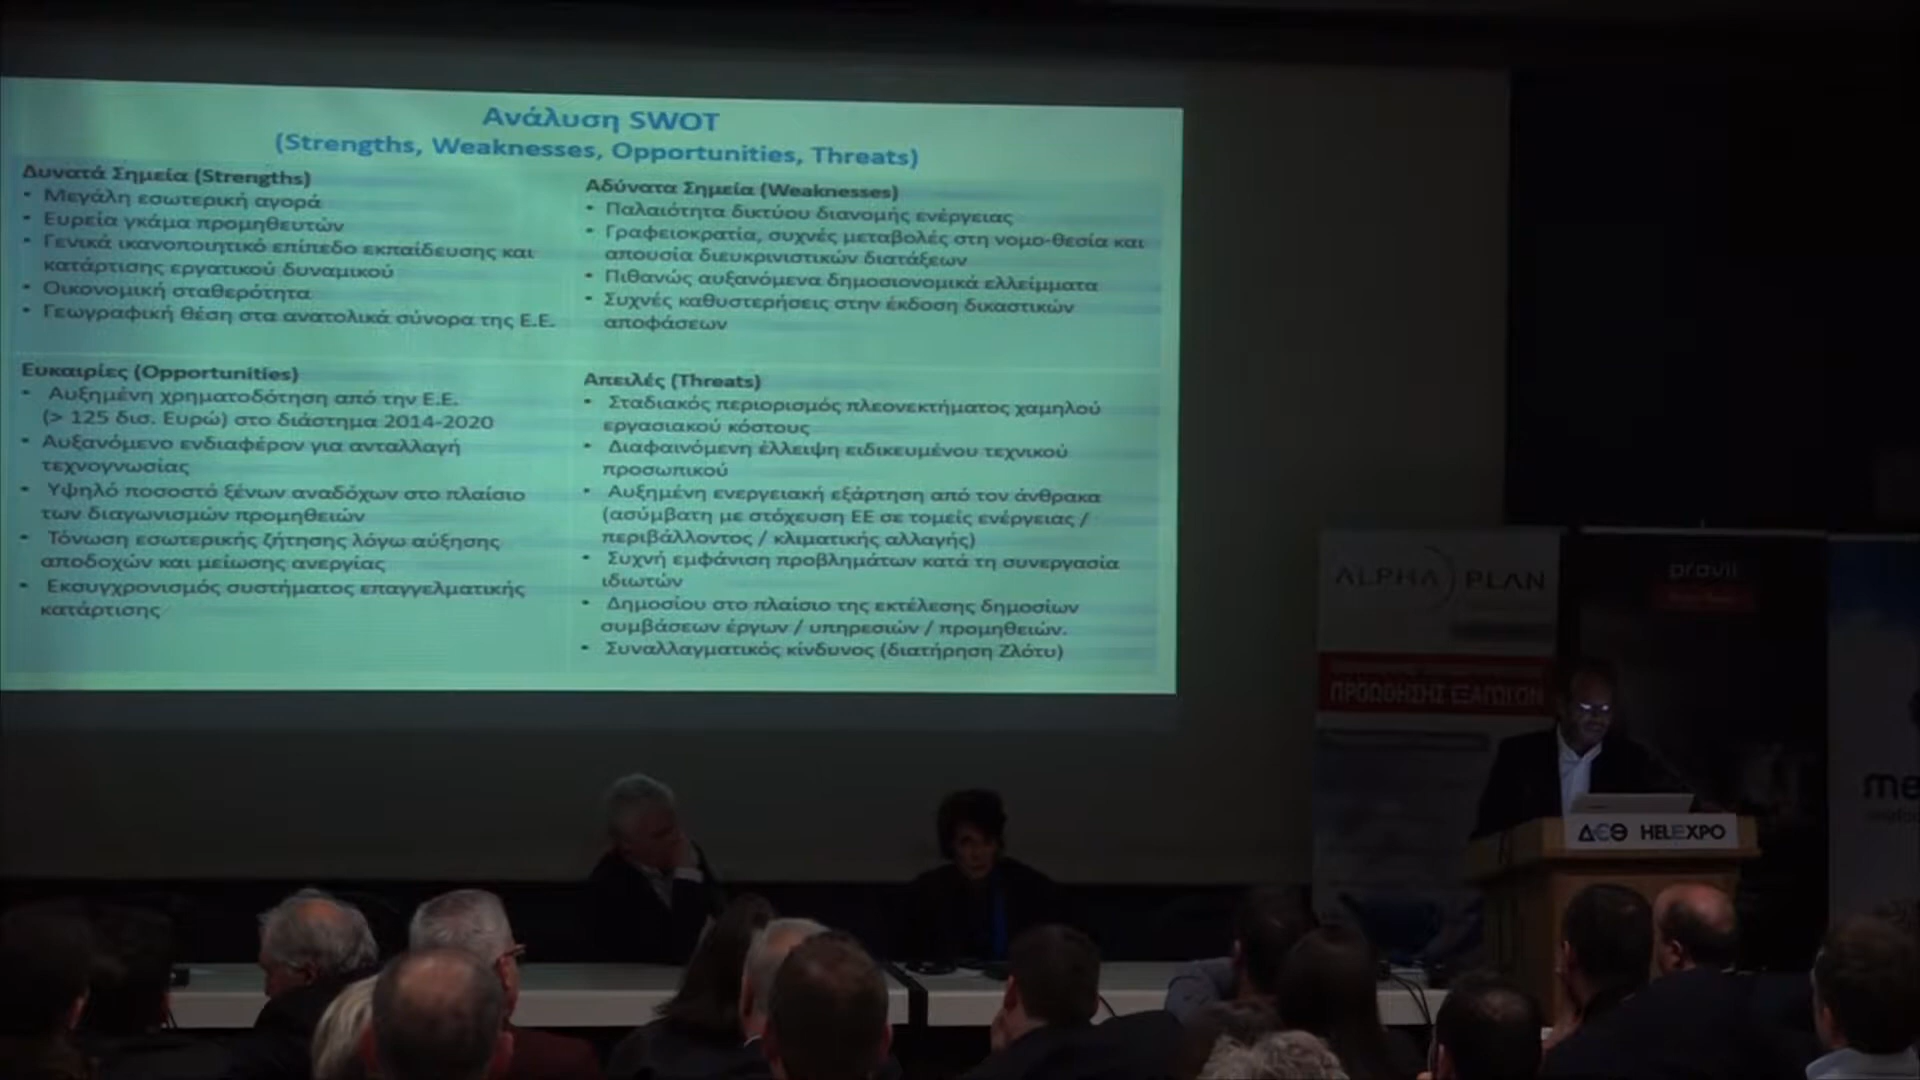 Ανάλυση SWOT
(Strengths, Weaknesses, Opportunities, Threats)
Δυνατά Σημεία (Strengths)
• Μεγάλη εσωτερική αγορά
• Ευρεία γκάμα προμηθευτών
• Γενικά ικανοποιητικό επίπεδο εκπαίδευσης και
κατάρτισης εργατικού δυναμικού
• Οικονομική σταθερότητα
• Γεωγραφική θέση στα ανατολικά σύνορα της Ε.Ε.
Αδύνατα Σημεία (Weaknesses)
• Παλαιότητα δικτύου διανομής ενέργειας
• Γραφειοκρατία, συχνές μεταβολές στη νομο-θεσία και
απουσία διευκρινιστικών διατάξεων
• Πιθανώς αυξανόμενα δημοσιονομικά ελλείμματα
• Συχνές καθυστερήσεις στην έκδοση δικαστικών
αποφάσεων
Ευκαιρίες (Opportunities)
• Αυξημένη χρηματοδότηση από την Ε.Ε.
(> 125 δισ. Ευρώ) στο διάστημα 2014-2020
• Αυξανόμενο ενδιαφέρον για ανταλλαγή
τεχνογνωσίας
• Υψηλό ποσοστό ξένων αναδόχων στο πλαίσιο
των διαγωνισμών προμηθειών
• Τόνωση εσωτερικής ζήτησης λόγω αύξησης
αποδοχών και μείωσης ανεργίας
• Εκσυγχρονισμός συστήματος επαγγελματικής
κατάρτισης
Απειλές (Threats)
• Σταδιακός περιορισμός πλεονεκτήματος χαμηλού
εργασιακού κόστους
• Διαφαινόμενη έλλειψη ειδικευμένου τεχνικού
προσωπικού
• Αυξημένη ενεργειακή εξάρτηση από τον άνθρακα
(ασύμβατη με στόχευση ΕΕ σε τομείς ενέργειας /
περιβάλλοντος / κλιματικής αλλαγής)
• Συχνή εμφάνιση προβλημάτων κατά τη συνεργασία
ιδιωτών
• Δημοσίου στο πλαίσιο της εκτέλεσης δημοσίων
συμβάσεων έργων / υπηρεσιών / προμηθειών.
• Συναλλαγματικός κίνδυνος (διατήρηση Ζλότυ)
ALPHA PLAN
ΠΡΟΩΘΗΣΗΣ ΕΞΑΓΩΓΩΝ
pravil
me
ΔΕΘ HELEXPO